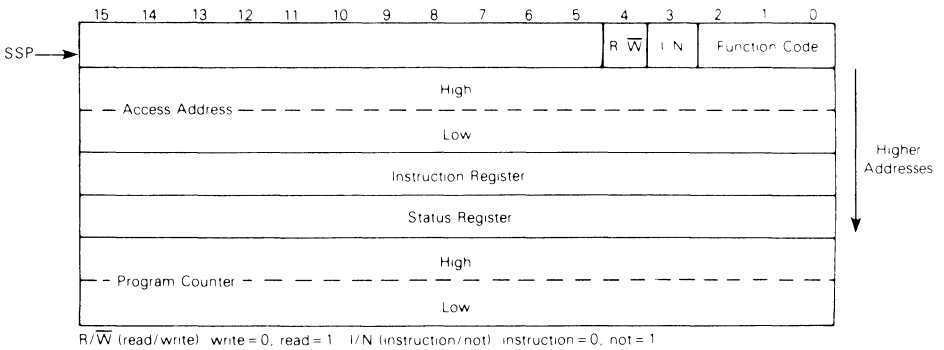 15 14 13 12 11 10 9 8 7 6 5 4 3 2 1 0
SSP
R W̅ I N Function Code
High
Access Address
Low
Higher
Addresses
Instruction Register
Status Register
High
Program Counter
Low
R/W̅ (read/write) write = 0, read = 1 I/N (instruction/not) instruction = 0, not = 1